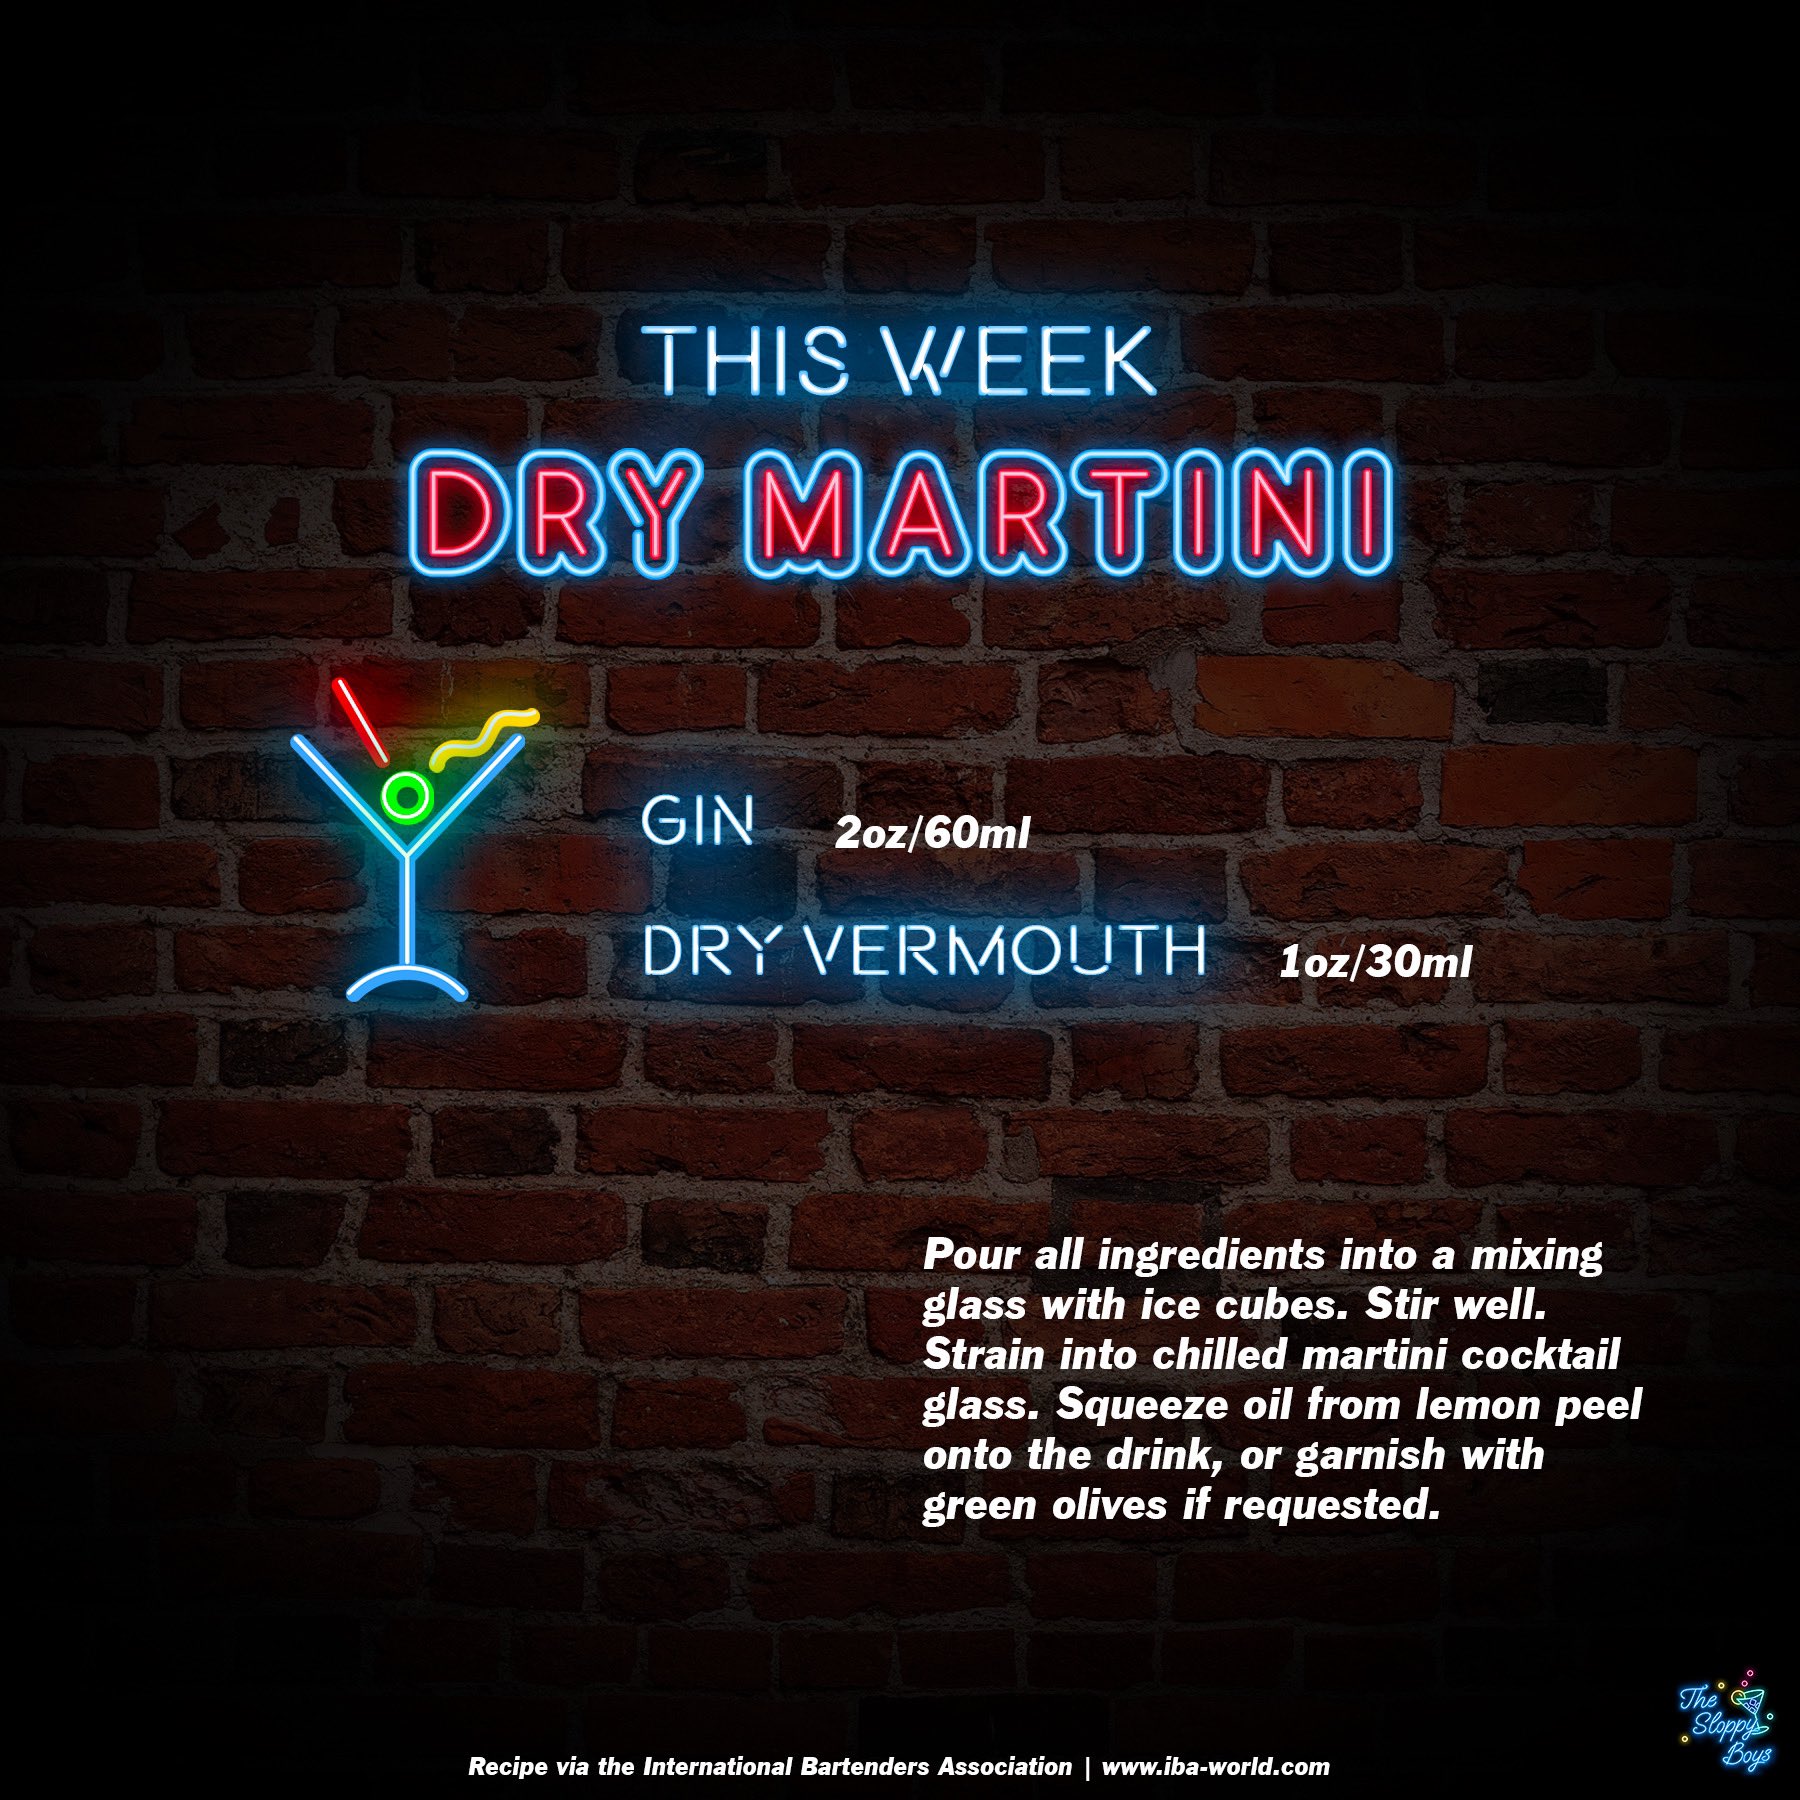 THIS WEEK
DRY MARTINI
GIN 2oz/60ml
DRY VERMOUTH 1oz/30ml
Pour all ingredients into a mixing
glass with ice cubes. Stir well.
Strain into chilled martini cocktail
glass. Squeeze oil from lemon peel
onto the drink, or garnish with
green olives if requested.
The
Sloppy
Boys
Recipe via the International Bartenders Association | www.iba-world.com